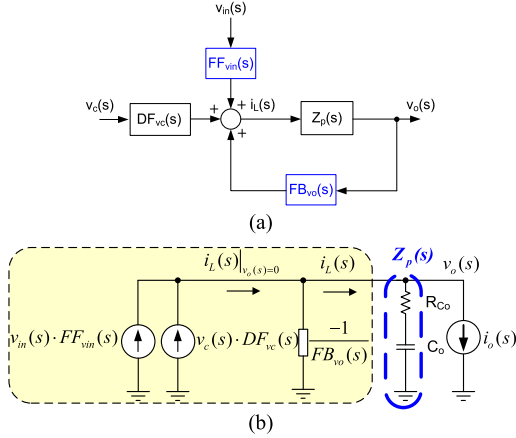 v_in(s)
FF_vin(s)
v_c(s)
DF_vc(s)
+
+
+
i_L(s)
Z_p(s)
v_o(s)
FB_vo(s)
(a)
i_L(s)|_{v_o(s)=0}
i_L(s)
Z_p(s)
v_o(s)
v_in(s)·FF_vin(s)
v_c(s)·DF_vc(s)
-1
FB_vo(s)
R_Co
C_o
i_o(s)
(b)